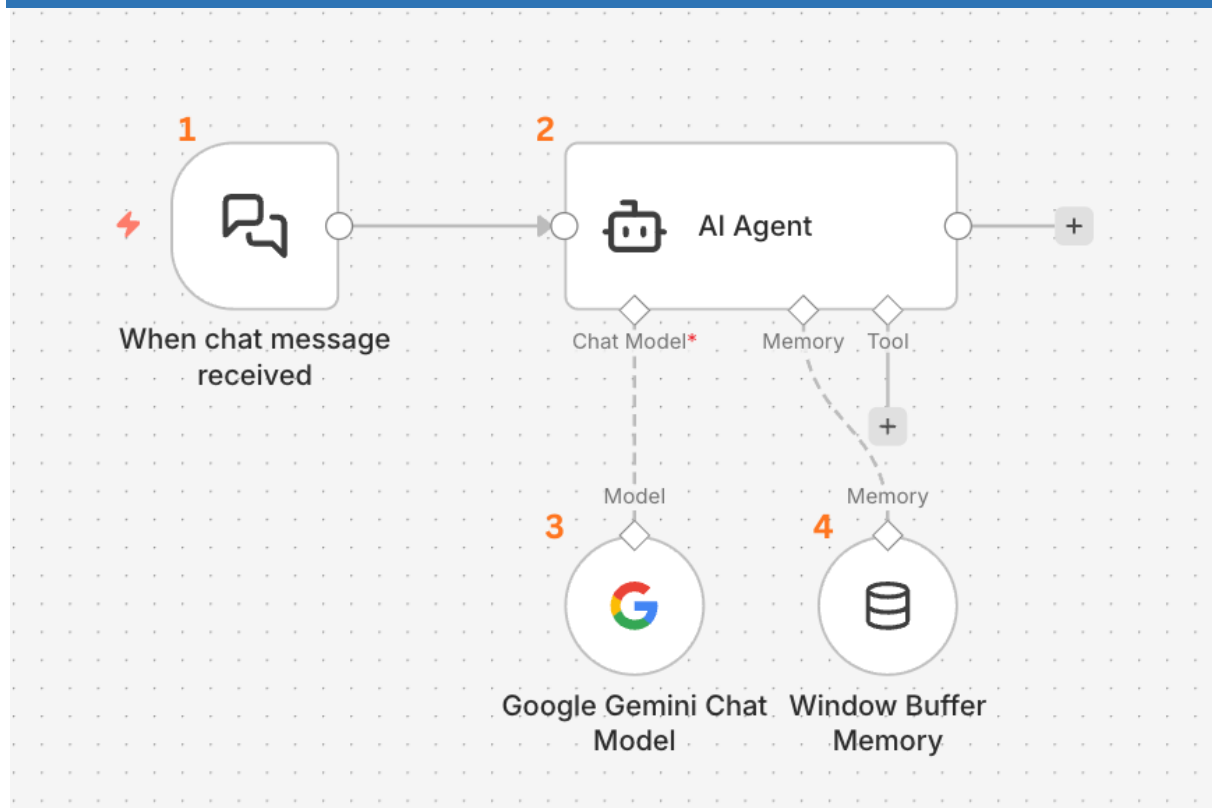 1
2
AI Agent
When chat message
received
Chat Model*
Memory
Tool
Model
Memory
3
4
Google Gemini Chat
Model
Window Buffer
Memory